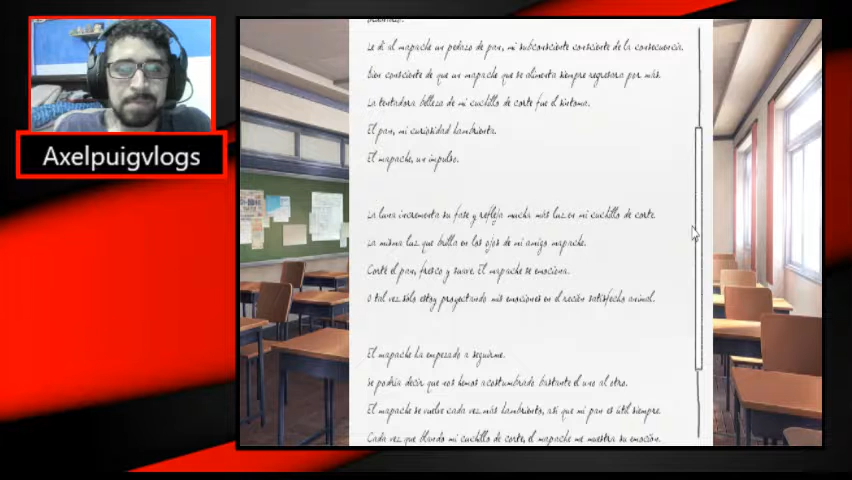 Axelpuigvlogs
Le di al mapache un pedazo de pan, mi subconsciente consciente de la consecuencia.
Bien consciente de que un mapache que se alimenta siempre regresara por más.
La tentadora belleza de mi cuchillo de corte fue el síntoma.
El pan, mi curiosidad hambrienta.
El mapache, un impulso.
La luna incrementa su fase y refleja mucha más luz en mi cuchillo de corte.
La misma luz que brilla en los ojos de mi amigo mapache.
Corté el pan, fresco y suave. El mapache se emociona.
O tal vez sólo estoy proyectando mis emociones en el recién satisfecho animal.
El mapache ha empezado a seguirme.
Se podría decir que nos hemos acostumbrado bastante el uno al otro.
El mapache se vuelve cada vez más hambriento, así que mi pan es útil siempre.
Cada vez que blando mi cuchillo de corte, el mapache me muestra su emoción.